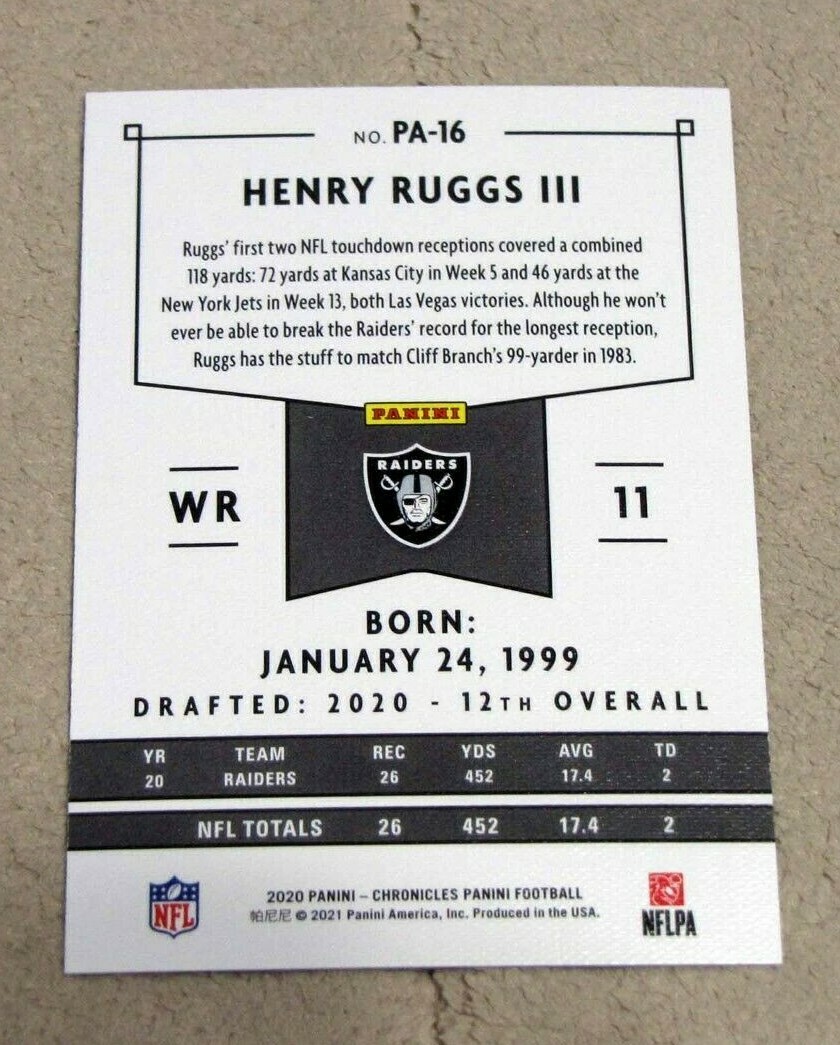 NO. PA-16
HENRY RUGGS III
Ruggs' first two NFL touchdown receptions covered a combined
118 yards: 72 yards at Kansas City in Week 5 and 46 yards at the
New York Jets in Week 13, both Las Vegas victories. Although he won't
ever be able to break the Raiders' record for the longest reception,
Ruggs has the stuff to match Cliff Branch's 99-yarder in 1983.
PANINI
RAIDERS
WR
11
BORN:
JANUARY 24, 1999
DRAFTED: 2020 - 12TH OVERALL
YR TEAM REC YDS AVG TD
20 RAIDERS 26 452 17.4 2
NFL TOTALS 26 452 17.4 2
NFL
2020 PANINI – CHRONICLES PANINI FOOTBALL
帕尼尼 © 2021 Panini America, Inc. Produced in the USA.
NFLPA